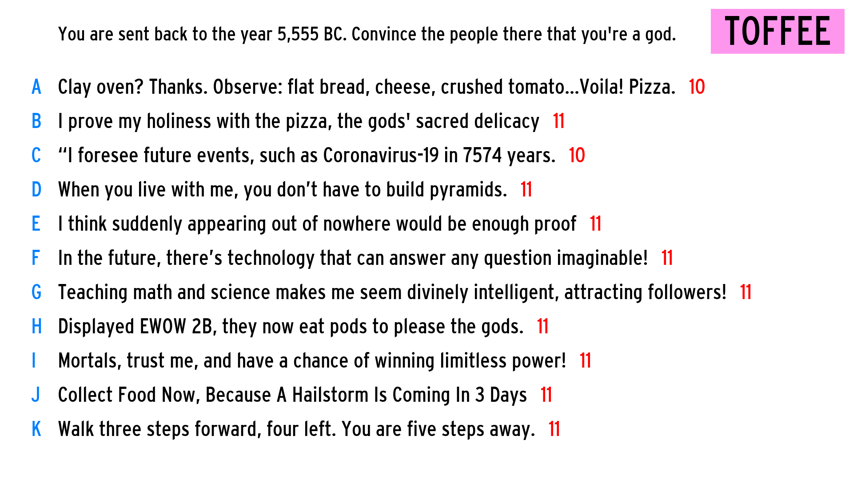 You are sent back to the year 5,555 BC. Convince the people there that you're a god.
TOFFEE
A Clay oven? Thanks. Observe: flat bread, cheese, crushed tomato...Voila! Pizza. 10
B I prove my holiness with the pizza, the gods' sacred delicacy 11
C “I foresee future events, such as Coronavirus-19 in 7574 years. 10
D When you live with me, you don’t have to build pyramids. 11
E I think suddenly appearing out of nowhere would be enough proof 11
F In the future, there’s technology that can answer any question imaginable! 11
G Teaching math and science makes me seem divinely intelligent, attracting followers! 11
H Displayed EWOW 2B, they now eat pods to please the gods. 11
I Mortals, trust me, and have a chance of winning limitless power! 11
J Collect Food Now, Because A Hailstorm Is Coming In 3 Days 11
K Walk three steps forward, four left. You are five steps away. 11